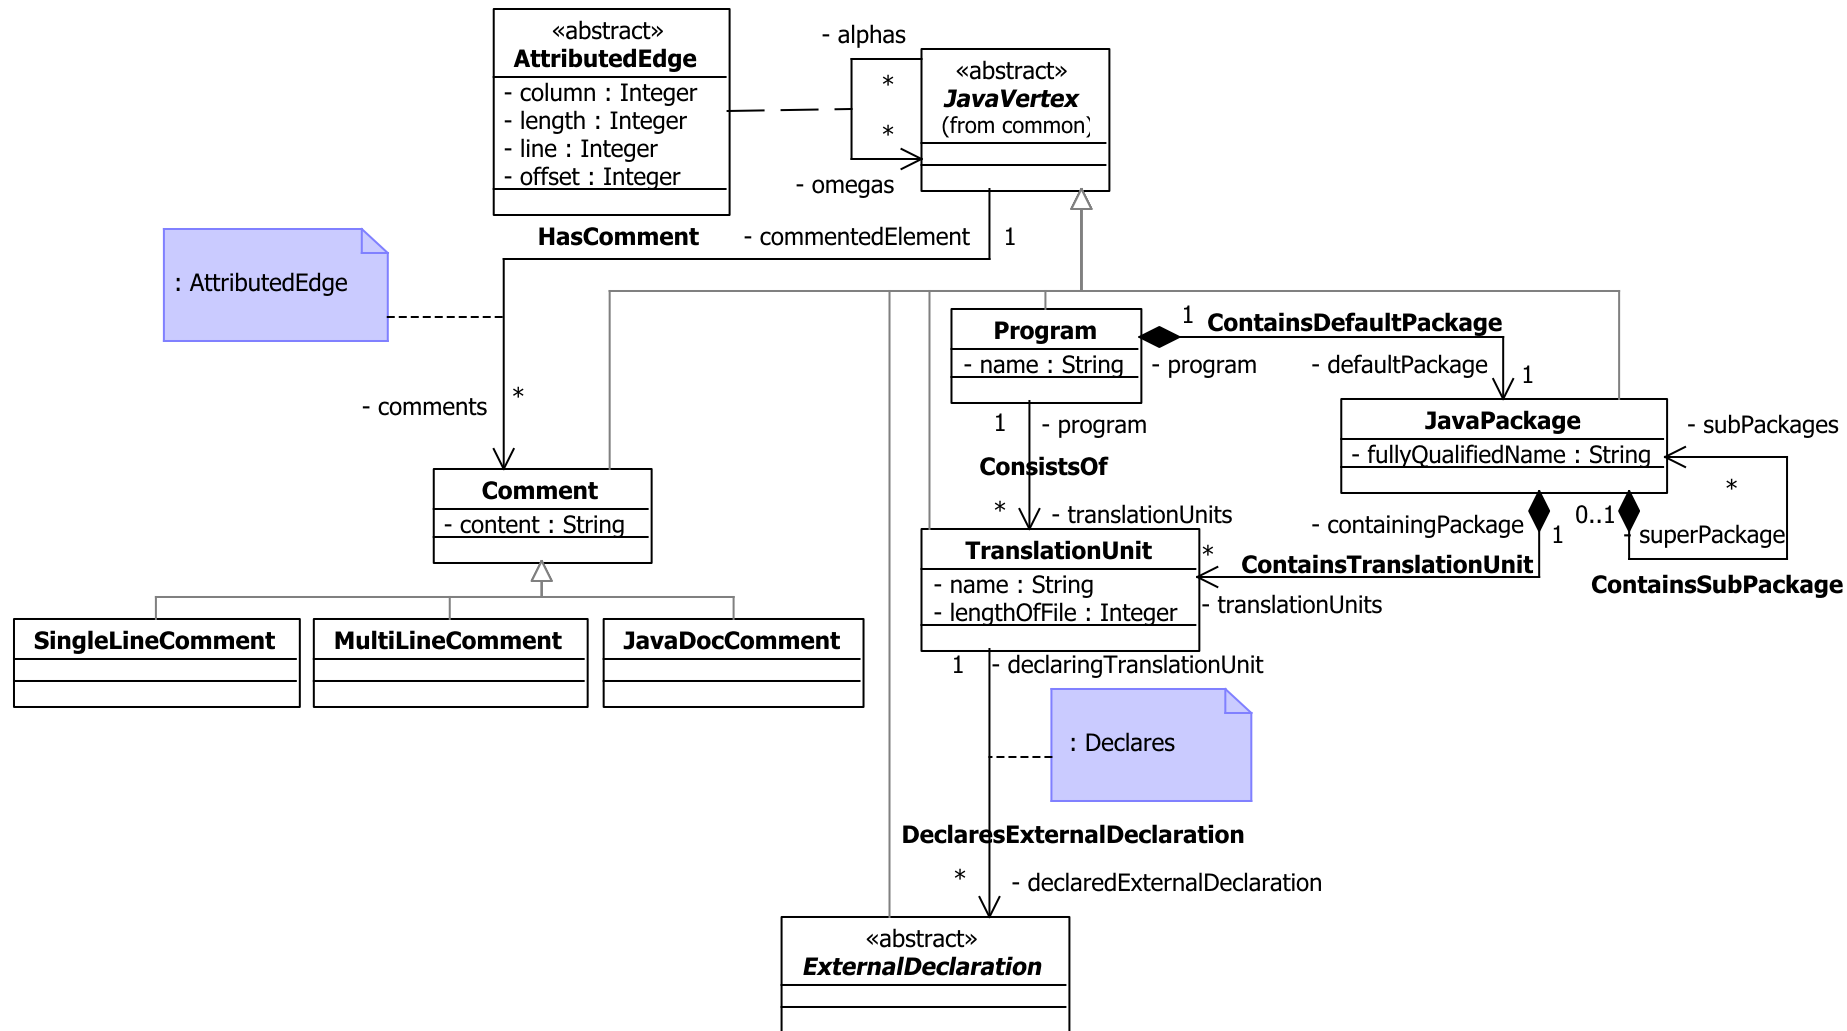 «abstract»
AttributedEdge
- column : Integer
- length : Integer
- line : Integer
- offset : Integer
- alphas
*
*
- omegas
«abstract»
JavaVertex
(from common)
HasComment
- commentedElement
1
: AttributedEdge
- comments
*
Program
- name : String
1
ContainsDefaultPackage
- program
- defaultPackage
1
1
- program
ConsistsOf
*
- translationUnits
JavaPackage
- fullyQualifiedName : String
- subPackages
*
- containingPackage
1
0..1
- superPackage
ContainsSubPackage
Comment
- content : String
TranslationUnit
- name : String
- lengthOfFile : Integer
*
ContainsTranslationUnit
- translationUnits
SingleLineComment
MultiLineComment
JavaDocComment
1
- declaringTranslationUnit
: Declares
DeclaresExternalDeclaration
*
- declaredExternalDeclaration
«abstract»
ExternalDeclaration